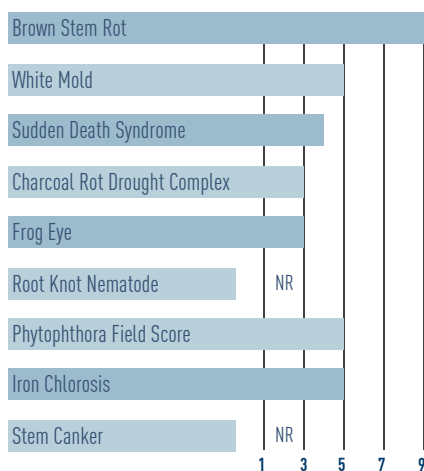 Brown Stem Rot
White Mold
Sudden Death Syndrome
Charcoal Rot Drought Complex
Frog Eye
Root Knot Nematode NR
Phytophthora Field Score
Iron Chlorosis
Stem Canker NR
1 3 5 7 9